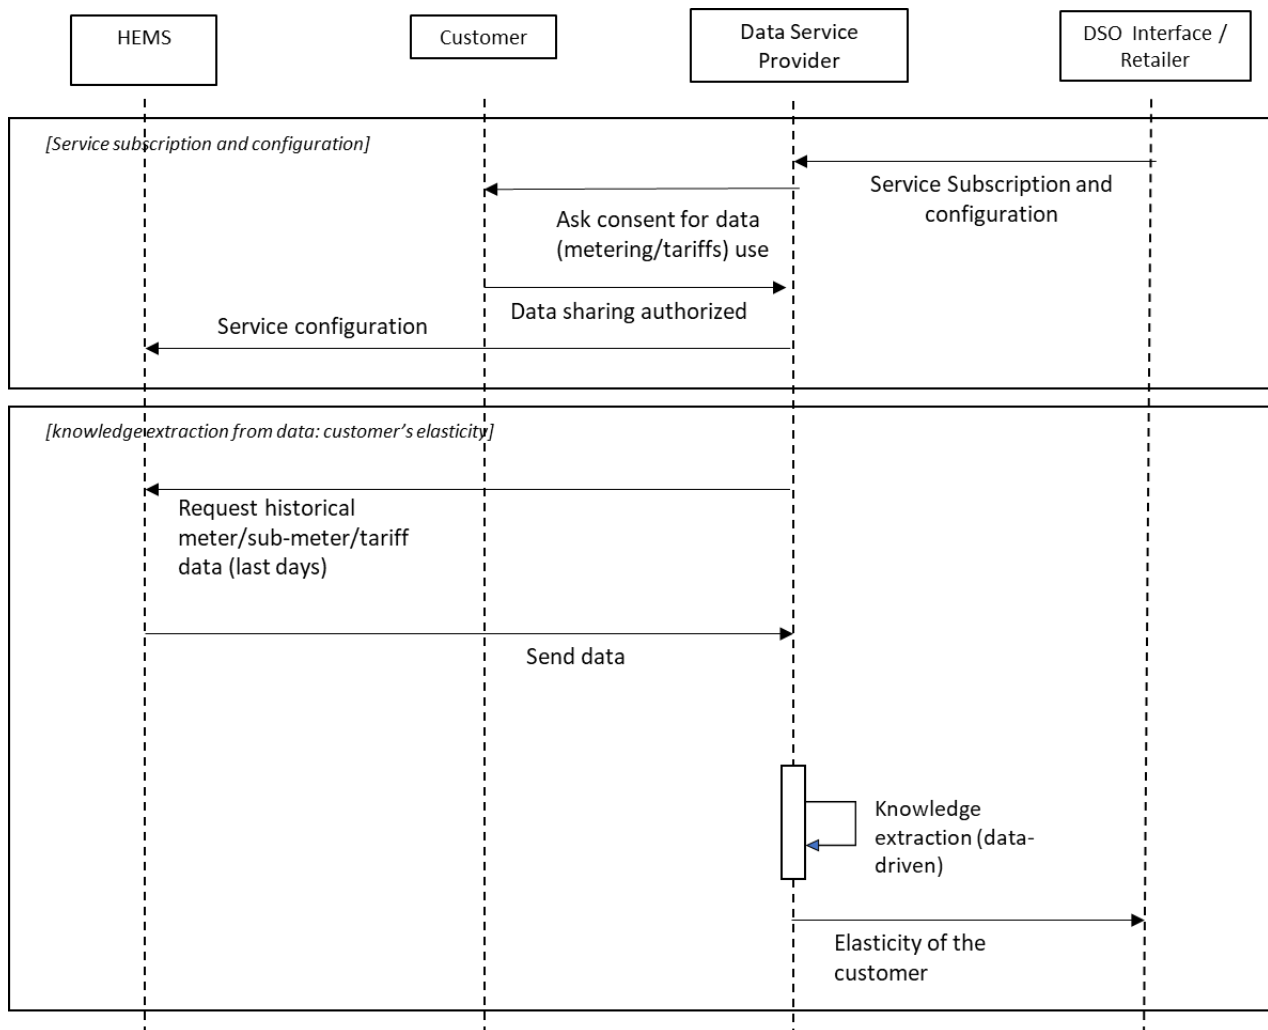 HEMS
Customer
Data Service
Provider
DSO  Interface /
Retailer
[Service subscription and configuration]
Service Subscription and
configuration
Ask consent for data
(metering/tariffs) use
Data sharing authorized
Service configuration
[knowledge extraction from data: customer's elasticity]
Request historical
meter/sub-meter/tariff
data (last days)
Send data
Knowledge
extraction (data-
driven)
Elasticity of the
customer